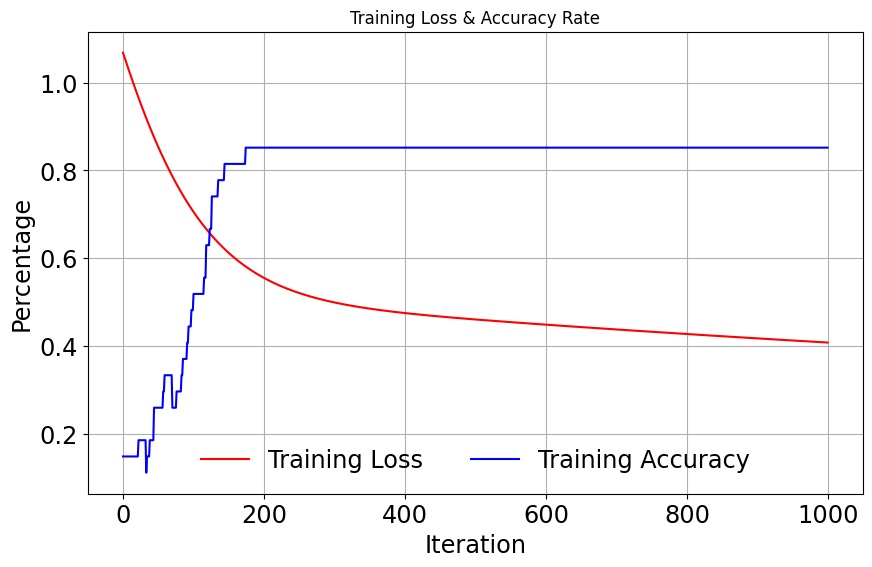 Training Loss & Accuracy Rate
Percentage
1.0
0.8
0.6
0.4
0.2
Training Loss
Training Accuracy
0 200 400 600 800 1000
Iteration